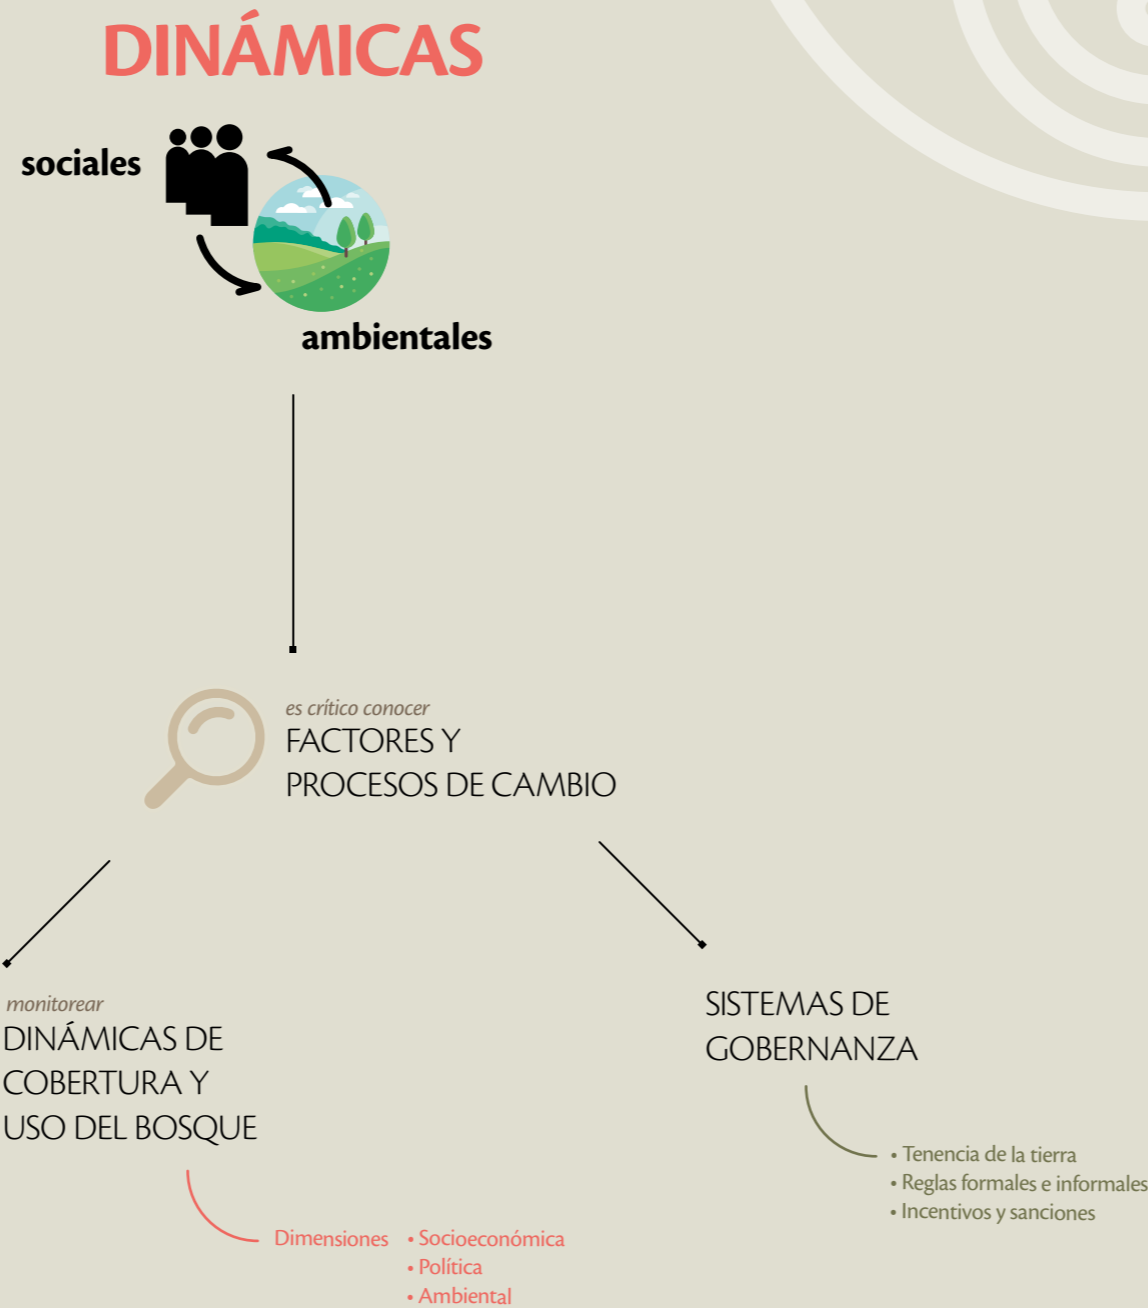 DINÁMICAS
sociales
ambientales
es crítico conocer
FACTORES Y
PROCESOS DE CAMBIO
monitorear
DINÁMICAS DE
COBERTURA Y
USO DEL BOSQUE
Dimensiones • Socioeconómica
• Política
• Ambiental
SISTEMAS DE
GOBERNANZA
• Tenencia de la tierra
• Reglas formales e informales
• Incentivos y sanciones